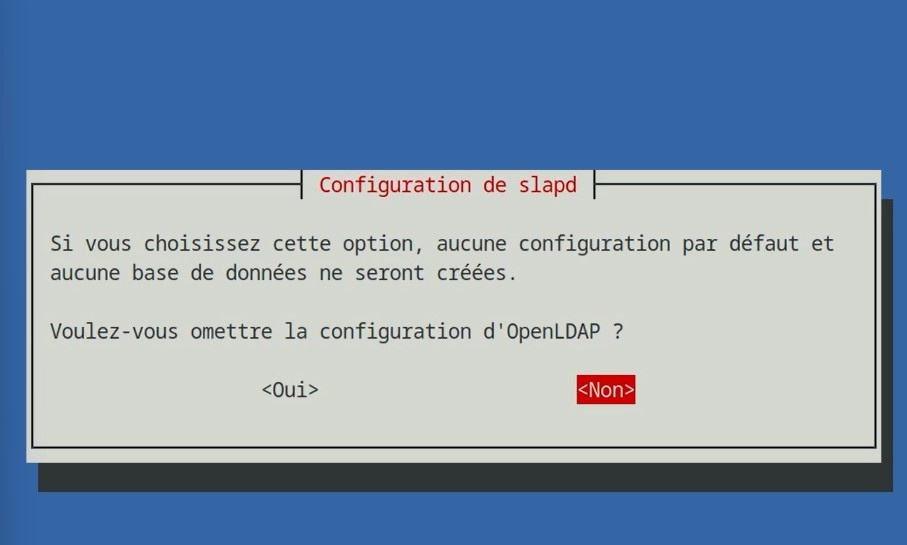 Configuration de slapd
Si vous choisissez cette option, aucune configuration par défaut et
aucune base de données ne seront créées.
Voulez-vous omettre la configuration d'OpenLDAP ?
<Oui> <Non>